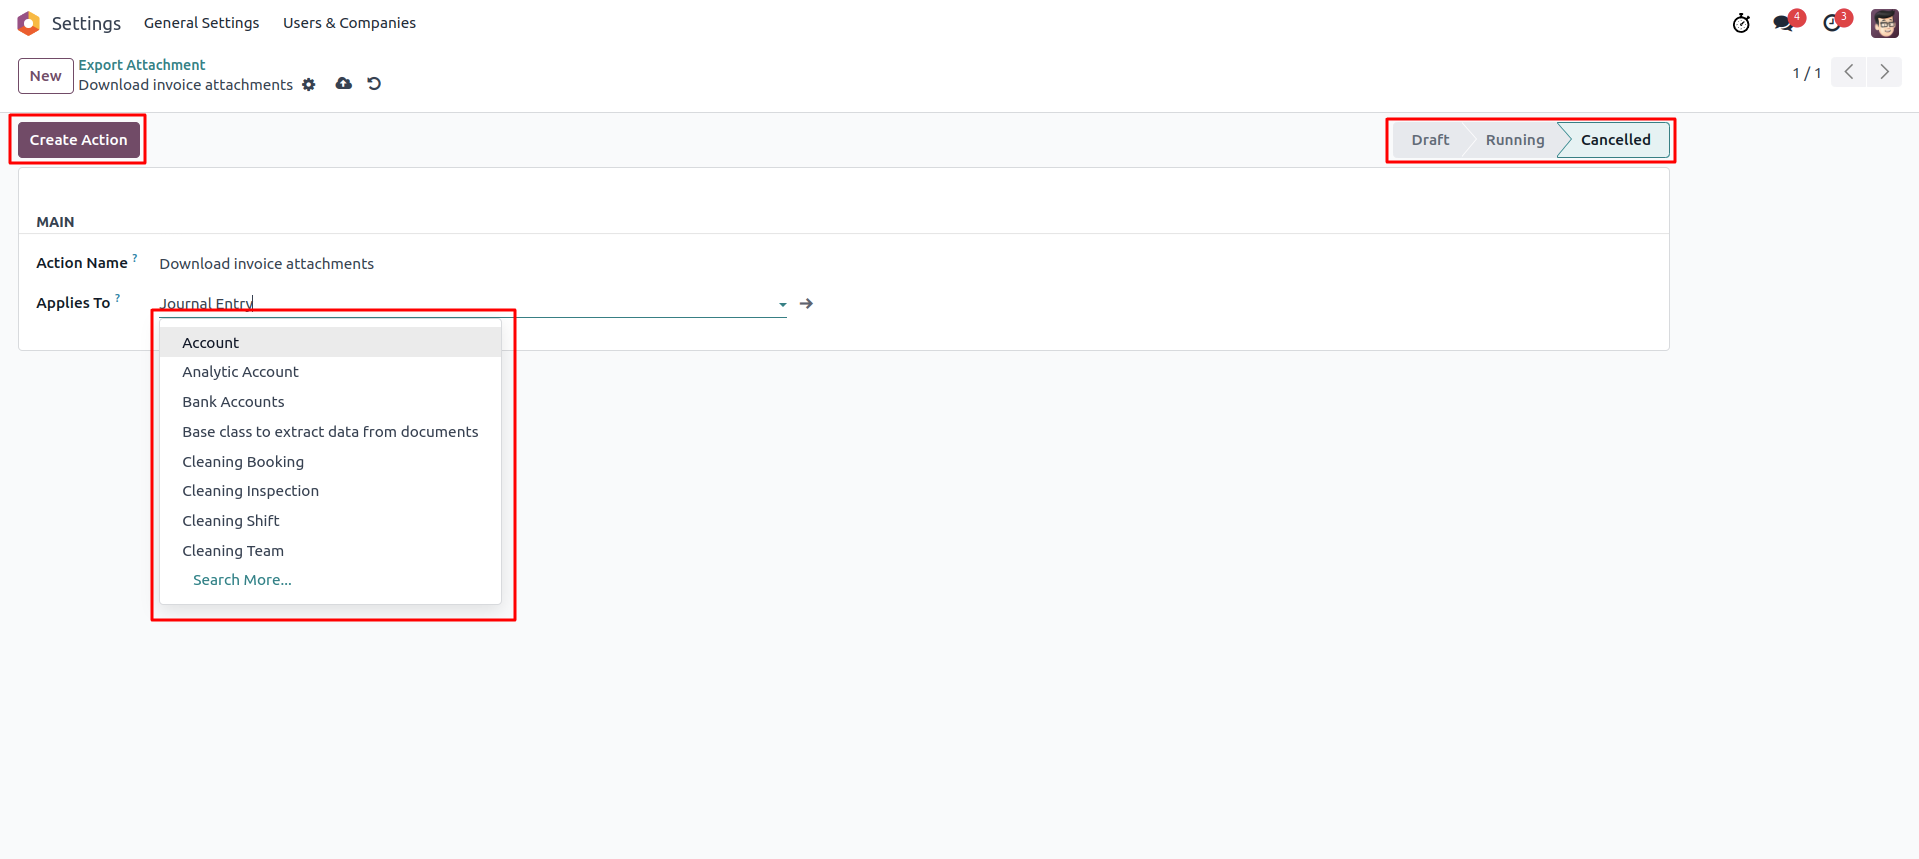 Settings General Settings Users & Companies 4 3
New Export Attachment
Download invoice attachments
1 / 1
Create Action Draft Running Cancelled
MAIN
Action Name ? Download invoice attachments
Applies To ? Journal Entry
Account
Analytic Account
Bank Accounts
Base class to extract data from documents
Cleaning Booking
Cleaning Inspection
Cleaning Shift
Cleaning Team
Search More...